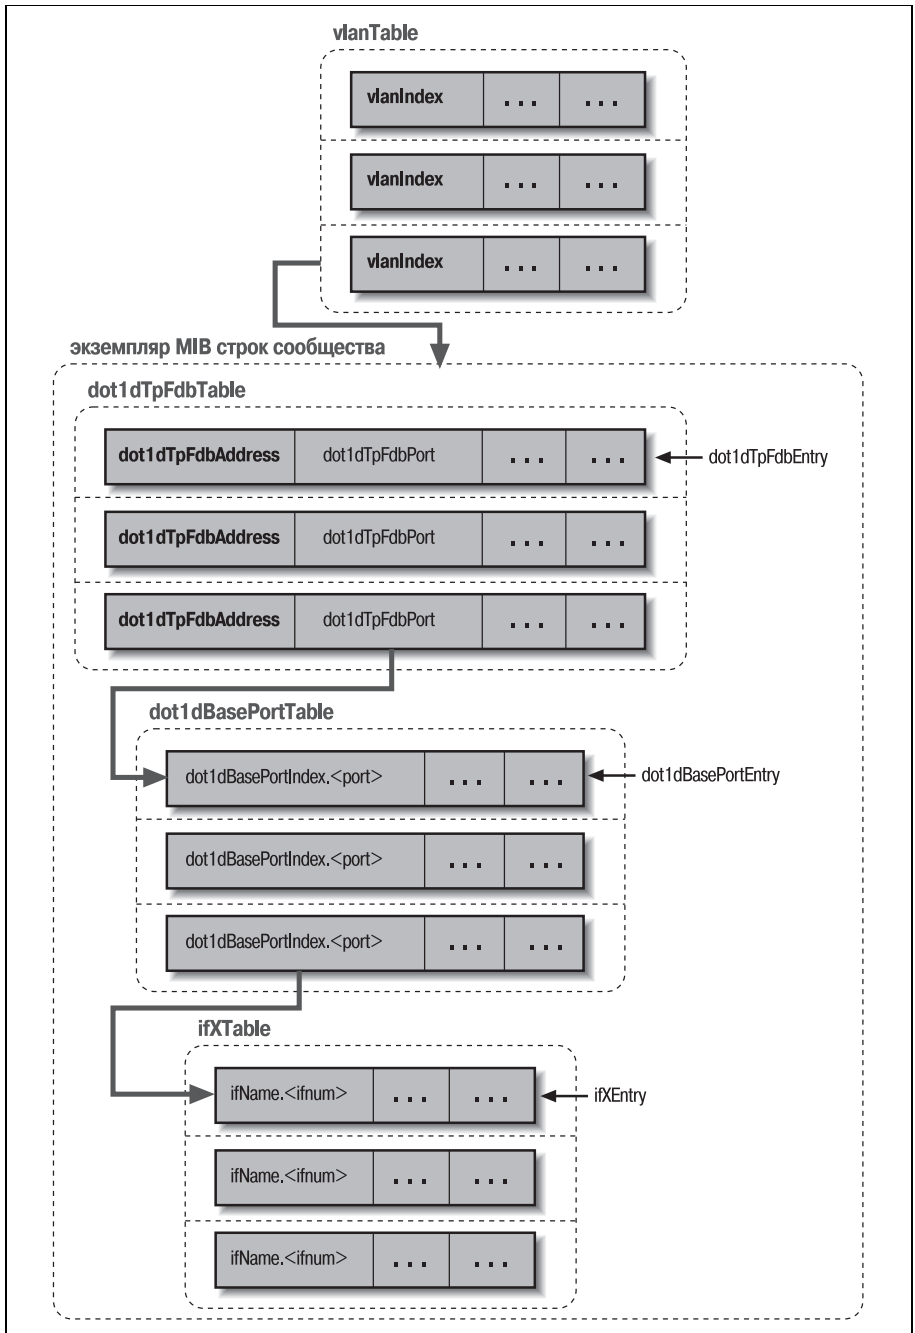 vlanTable
vlanIndex ... ...
vlanIndex ... ...
vlanIndex ... ...
экземпляр MIB строк сообщества
dot1dTpFdbTable
dot1dTpFdbAddress dot1dTpFdbPort ... ... dot1dTpFdbEntry
dot1dTpFdbAddress dot1dTpFdbPort ... ...
dot1dTpFdbAddress dot1dTpFdbPort ... ...
dot1dBasePortTable
dot1dBasePortIndex.<port> ... ... dot1dBasePortEntry
dot1dBasePortIndex.<port> ... ...
dot1dBasePortIndex.<port> ... ...
ifXTable
ifName.<ifnum> ... ... ifXEntry
ifName.<ifnum> ... ...
ifName.<ifnum> ... ...